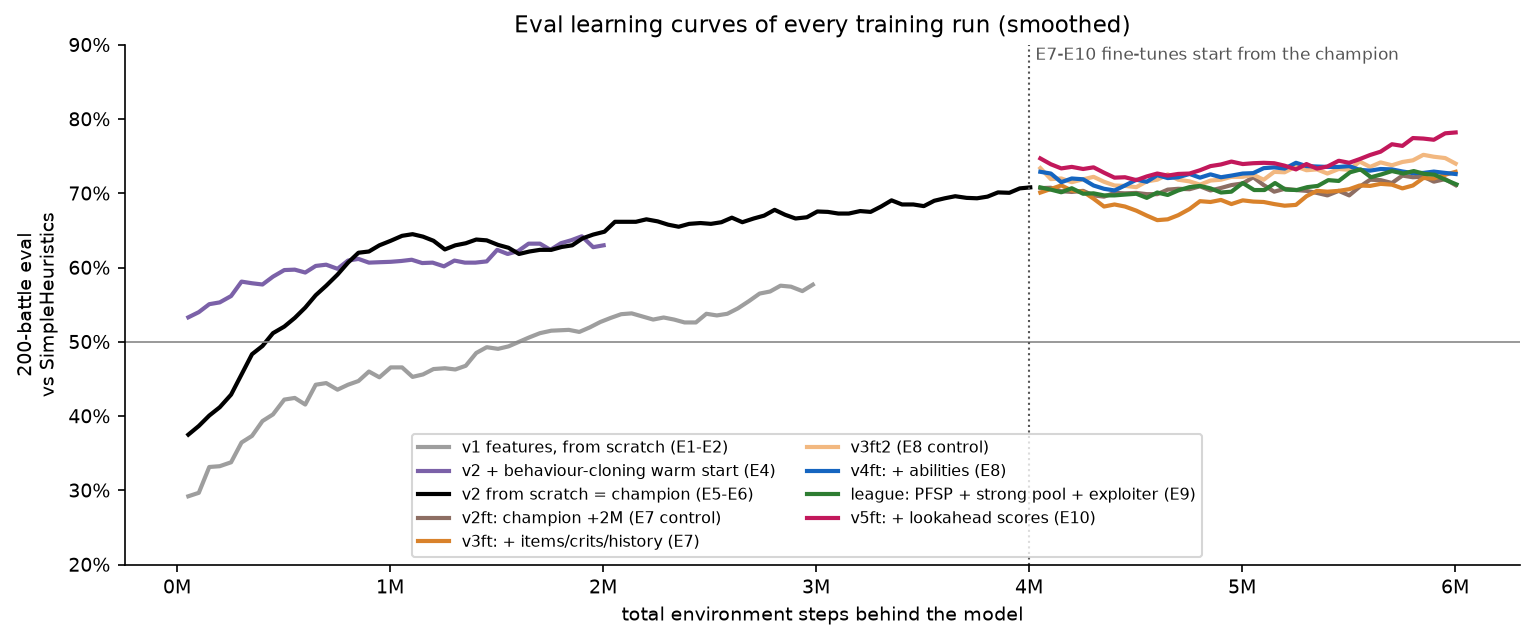 Eval learning curves of every training run (smoothed)
E7-E10 fine-tunes start from the champion
90%
80%
70%
60%
50%
40%
30%
20%
200-battle eval
vs SimpleHeuristics
v1 features, from scratch (E1-E2)
v2 + behaviour-cloning warm start (E4)
v2 from scratch = champion (E5-E6)
v2ft: champion +2M (E7 control)
v3ft: + items/crits/history (E7)
v3ft2 (E8 control)
v4ft: + abilities (E8)
league: PFSP + strong pool + exploiter (E9)
v5ft: + lookahead scores (E10)
0M
1M
2M
3M
4M
5M
6M
total environment steps behind the model